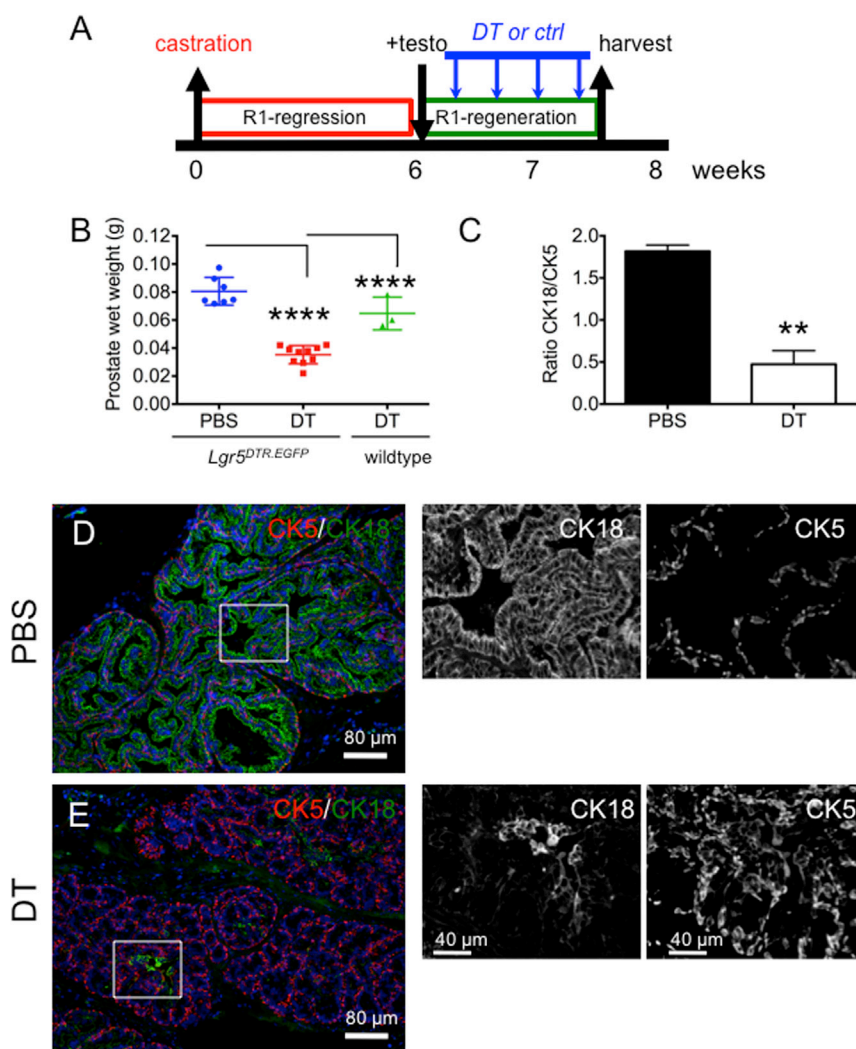 A
castration
+testo
DT or ctrl
harvest
R1-regression
R1-regeneration
0 6 7 8 weeks
B
Prostate wet weight (g)
0.12
0.10
0.08
0.06
0.04
0.02
0.00
****
****
PBS DT DT
Lgr5DTR.EGFP wildtype
C
Ratio CK18/CK5
2.0
1.5
1.0
0.5
0.0
**
PBS DT
PBS
D
CK5/CK18
80 µm
CK18
CK5
DT
E
CK5/CK18
80 µm
CK18
40 µm
CK5
40 µm